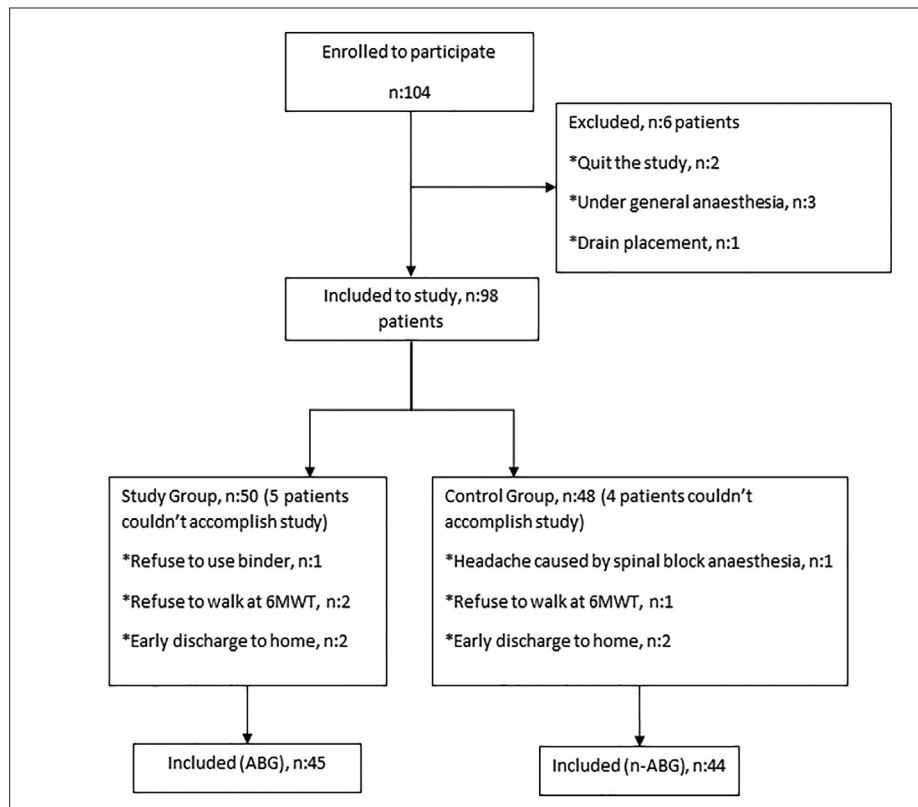 Enrolled to participate
n:104
Excluded, n:6 patients
*Quit the study, n:2
*Under general anaesthesia, n:3
*Drain placement, n:1
Included to study, n:98
patients
Study Group, n:50 (5 patients
couldn't accomplish study)
*Refuse to use binder, n:1
*Refuse to walk at 6MWT, n:2
*Early discharge to home, n:2
Control Group, n:48 (4 patients couldn't
accomplish study)
*Headache caused by spinal block anaesthesia, n:1
*Refuse to walk at 6MWT, n:1
*Early discharge to home, n:2
Included (ABG), n:45
Included (n-ABG), n:44